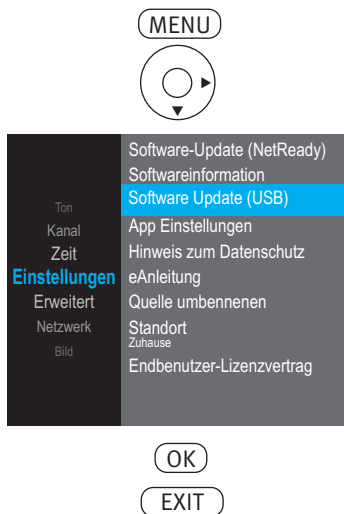 MENU
Ton
Kanal
Zeit
Einstellungen
Erweitert
Netzwerk
Bild
Software-Update (NetReady)
Softwareinformation
Software Update (USB)
App Einstellungen
Hinweis zum Datenschutz
eAnleitung
Quelle umbennenen
Standort
Zuhause
Endbenutzer-Lizenzvertrag
OK
EXIT